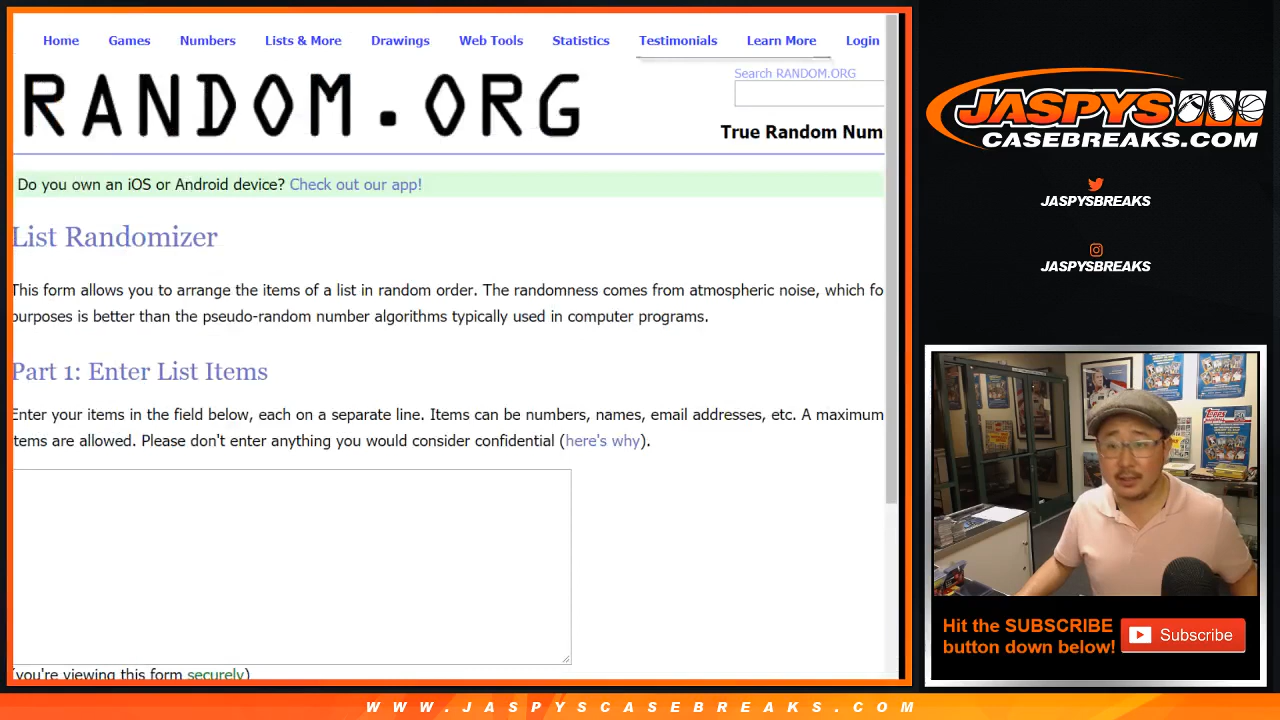 Home Games Numbers Lists & More Drawings Web Tools Statistics Testimonials Learn More Login
RANDOM.ORG
Search RANDOM.ORG
True Random Num
Do you own an iOS or Android device? Check out our app!
List Randomizer
This form allows you to arrange the items of a list in random order. The randomness comes from atmospheric noise, which fo
purposes is better than the pseudo-random number algorithms typically used in computer programs.
Part 1: Enter List Items
Enter your items in the field below, each on a separate line. Items can be numbers, names, email addresses, etc. A maximum
items are allowed. Please don't enter anything you would consider confidential (here's why).
(you're viewing this form securely)
JASPYS
CASEBREAKS.COM
JASPYSBREAKS
JASPYSBREAKS
TOPPS
Hit the SUBSCRIBE
button down below!
Subscribe
WWW.JASPYSCASEBREAKS.COM